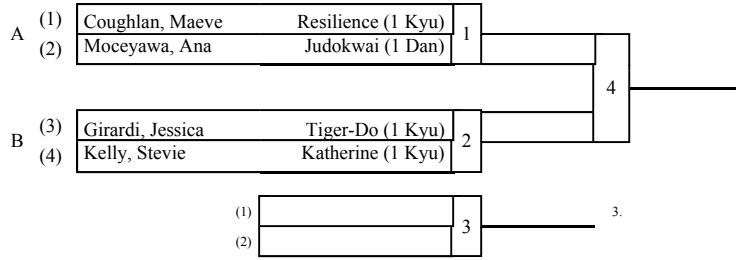 A (1) Coughlan, Maeve Resilience (1 Kyu) 1
(2) Moceyawa, Ana Judokwai (1 Dan)
4
B (3) Girardi, Jessica Tiger-Do (1 Kyu) 2
(4) Kelly, Stevie Katherine (1 Kyu)
(1) 3 3.
(2)